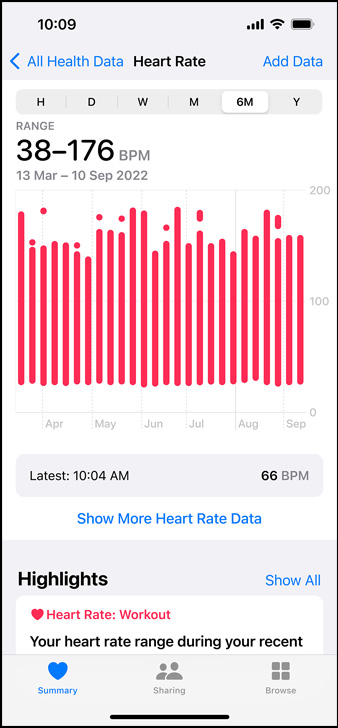 10:09
All Health Data Heart Rate Add Data
H D W M 6M Y
RANGE
38–176 BPM
13 Mar – 10 Sep 2022
200
100
0
Apr May Jun Jul Aug Sep
Latest: 10:04 AM 66 BPM
Show More Heart Rate Data
Highlights Show All
Heart Rate: Workout
Your heart rate range during your recent
Summary Sharing Browse